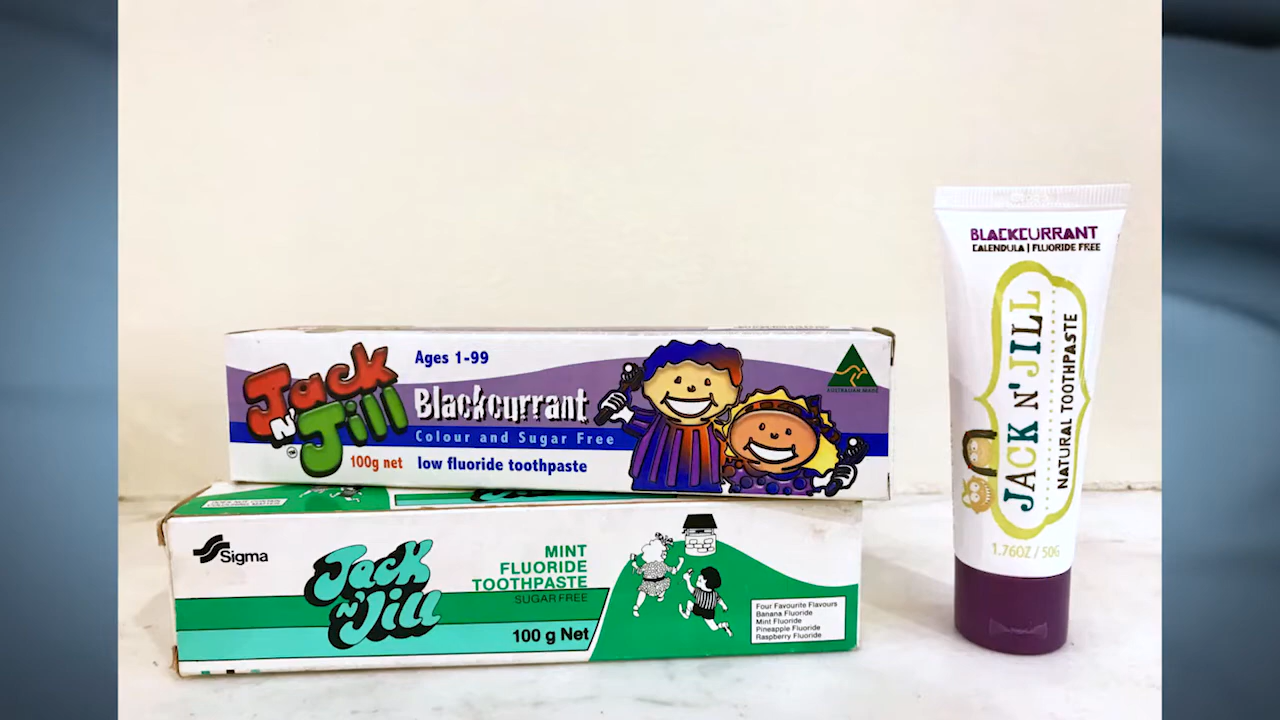 Jack
N'
Jill
®
Ages 1-99
Blackcurrant
Colour and Sugar Free
100g net
low fluoride toothpaste
AUSTRALIAN MADE
Sigma
Jack
N'
Jill
MINT
FLUORIDE
TOOTHPASTE
SUGAR FREE
100 g Net
Four Favourite Flavours
Banana Fluoride
Mint Fluoride
Pineapple Fluoride
Raspberry Fluoride
BLACKCURRANT
CALENDULA | FLUORIDE FREE
JACK N' JILL
NATURAL TOOTHPASTE
1.76OZ / 50G